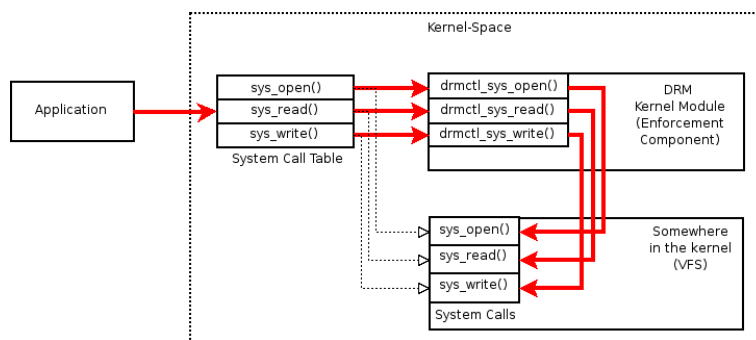 Kernel-Space
Application
sys_open()
sys_read()
sys_write()
System Call Table
drmctl_sys_open()
drmctl_sys_read()
drmctl_sys_write()
DRM
Kernel Module
(Enforcement
Component)
sys_open()
sys_read()
sys_write()
System Calls
Somewhere
in the kernel
(VFS)